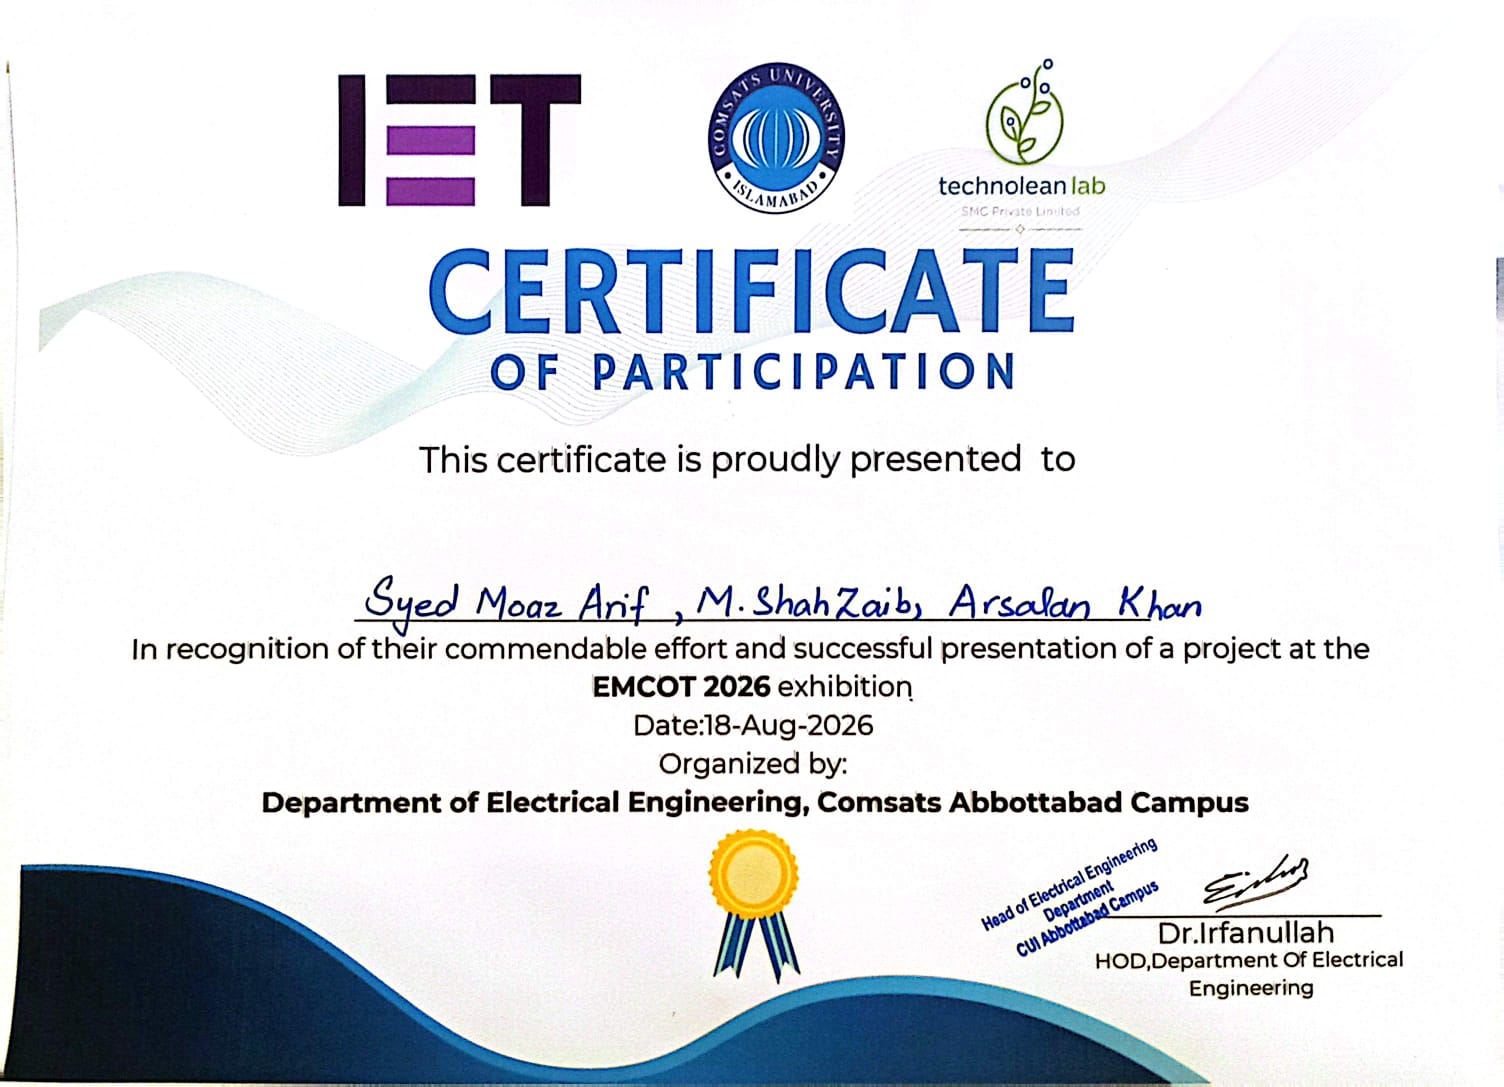 IET
COMSATS UNIVERSITY
ISLAMABAD
technolean lab
SMC Private Limited
CERTIFICATE
OF PARTICIPATION
This certificate is proudly presented to
Syed Moaz Arif, M. Shah Zaib, Arsalan Khan
In recognition of their commendable effort and successful presentation of a project at the
EMCOT 2026 exhibition
Date:18-Aug-2026
Organized by:
Department of Electrical Engineering, Comsats Abbottabad Campus
Head of Electrical Engineering
Department
CUI Abbottabad Campus
Dr.Irfanullah
HOD,Department Of Electrical
Engineering